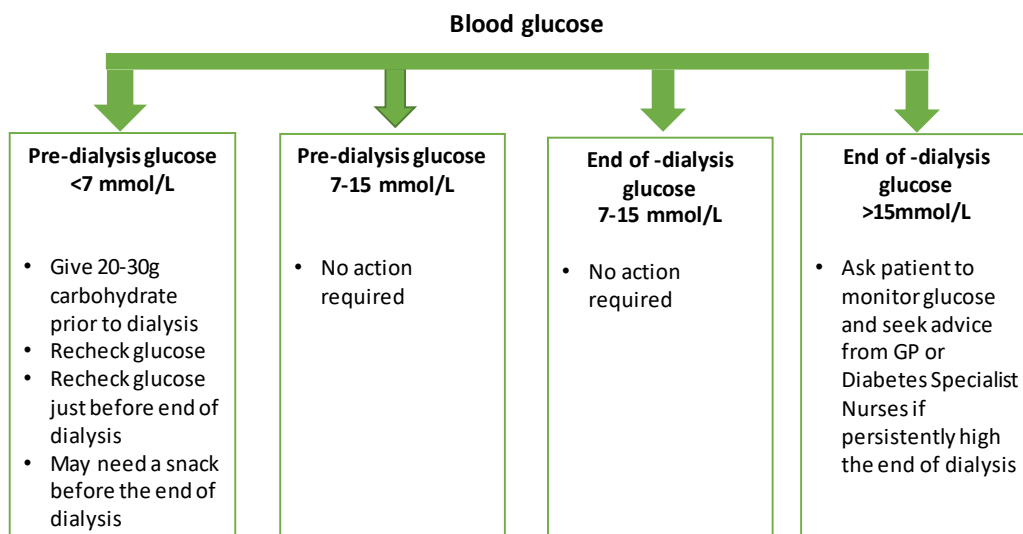 Blood glucose
Pre-dialysis glucose
<7 mmol/L
• Give 20-30g
carbohydrate
prior to dialysis
• Recheck glucose
• Recheck glucose
just before end of
dialysis
• May need a snack
before the end of
dialysis
Pre-dialysis glucose
7-15 mmol/L
• No action
required
End of -dialysis
glucose
7-15 mmol/L
• No action
required
End of -dialysis
glucose
>15mmol/L
• Ask patient to
monitor glucose
and seek advice
from GP or
Diabetes Specialist
Nurses if
persistently high
the end of dialysis